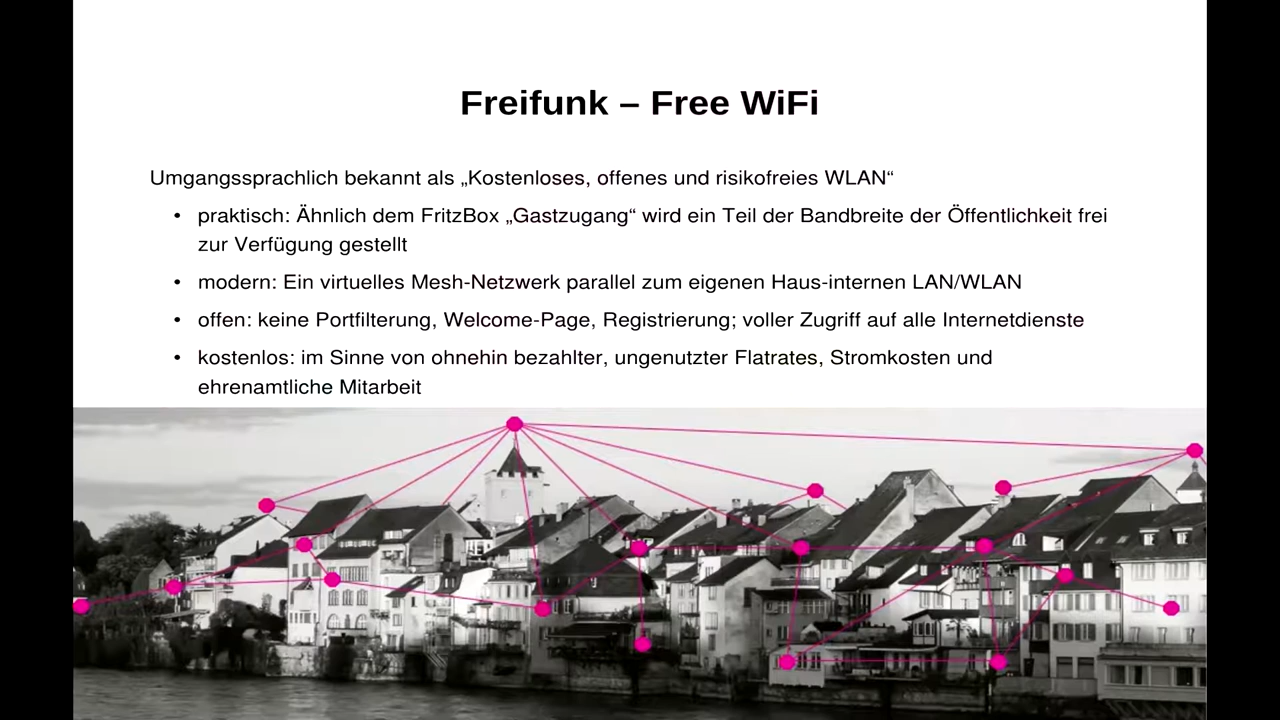 Freifunk – Free WiFi
Umgangssprachlich bekannt als „Kostenloses, offenes und risikofreies WLAN“
• praktisch: Ähnlich dem FritzBox „Gastzugang“ wird ein Teil der Bandbreite der Öffentlichkeit frei
zur Verfügung gestellt
• modern: Ein virtuelles Mesh-Netzwerk parallel zum eigenen Haus-internen LAN/WLAN
• offen: keine Portfilterung, Welcome-Page, Registrierung; voller Zugriff auf alle Internetdienste
• kostenlos: im Sinne von ohnehin bezahlter, ungenutzter Flatrates, Stromkosten und
ehrenamtliche Mitarbeit